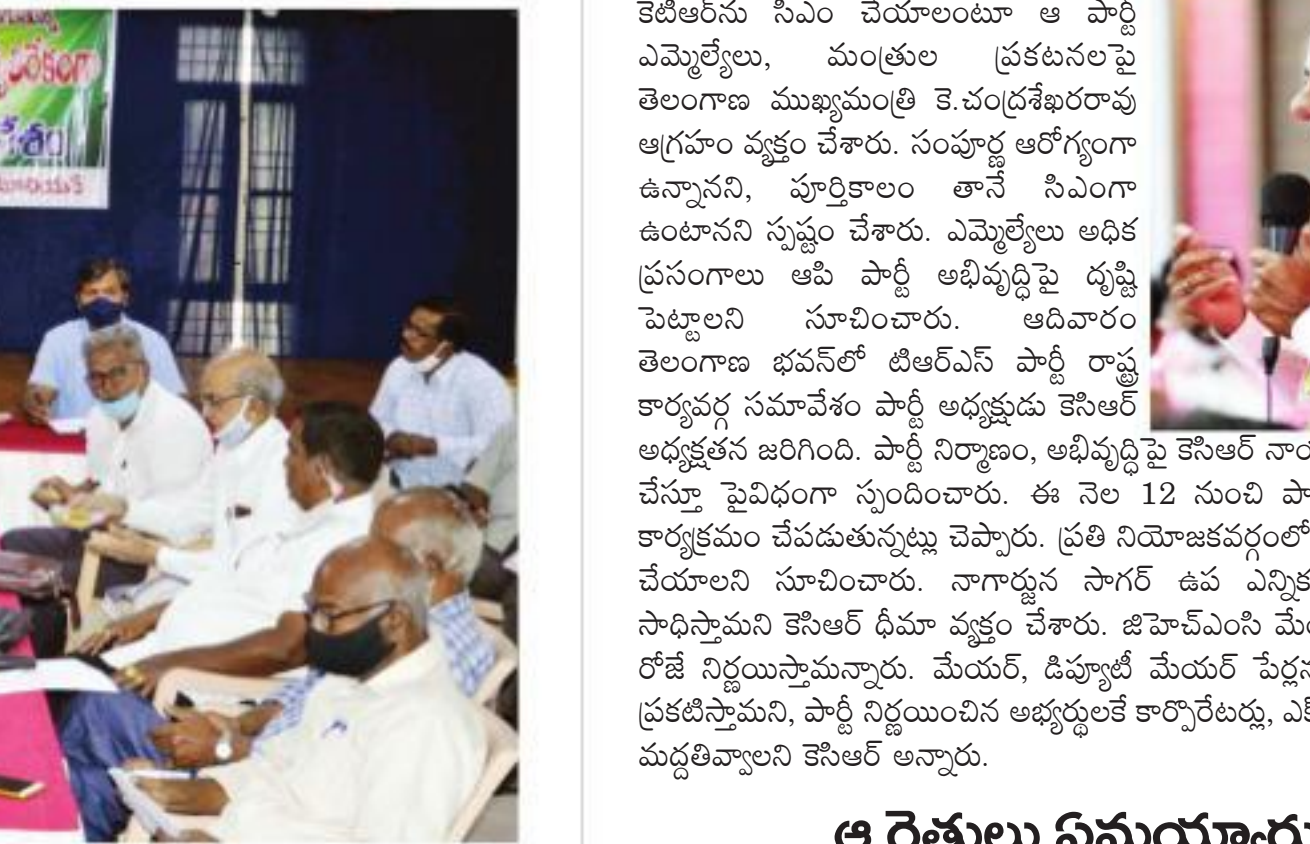 కెటిఆర్‌ను సిఎం చేయాలంటూ ఆ పార్టీ
ఎమ్మెల్యేలు, మంత్రుల ప్రకటనలపై
తెలంగాణ ముఖ్యమంత్రి కె.చంద్రశేఖరరావు
ఆగ్రహం వ్యక్తం చేశారు. సంపూర్ణ ఆరోగ్యంగా
ఉన్నానని, పూర్తికాలం తానే సిఎంగా
ఉంటానని స్పష్టం చేశారు. ఎమ్మెల్యేలు అధిక
ప్రసంగాలు ఆపి పార్టీ అభివృద్ధిపై దృష్టి
పెట్టాలని సూచించారు. ఆదివారం
తెలంగాణ భవన్‌లో టిఆర్ఎస్ పార్టీ రాష్ట్ర
కార్యవర్గ సమావేశం పార్టీ అధ్యక్షుడు కెసిఆర్
అధ్యక్షతన జరిగింది. పార్టీ నిర్మాణం, అభివృద్ధిపై కెసిఆర్
చేస్తూ పైవిధంగా స్పందించారు. ఈ నెల 12 నుంచి
కార్యక్రమం చేపడుతున్నట్లు చెప్పారు. ప్రతి నియోజకవర్గంలో
చేయాలని సూచించారు. నాగార్జున సాగర్ ఉప ఎన్నిక
సాధిస్తామని కెసిఆర్ ధీమా వ్యక్తం చేశారు. జిహెచ్ఎంసి
రోజే నిర్ణయిస్తామన్నారు. మేయర్, డిప్యూటీ మేయర్
ప్రకటిస్తామని, పార్టీ నిర్ణయించిన అభ్యర్థులకే కార్పొరేటర్లు,
మద్దతివ్వాలని కెసిఆర్ అన్నారు.
ఆ రైతులు